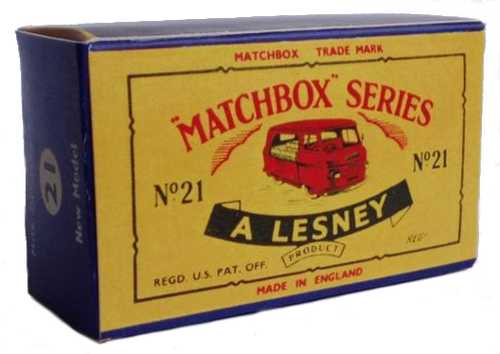 MATCHBOX TRADE MARK
"MATCHBOX" SERIES
Nº21
Nº21
A LESNEY
PRODUCT
REGD. U.S. PAT. OFF.
MADE IN ENGLAND
21
New Model